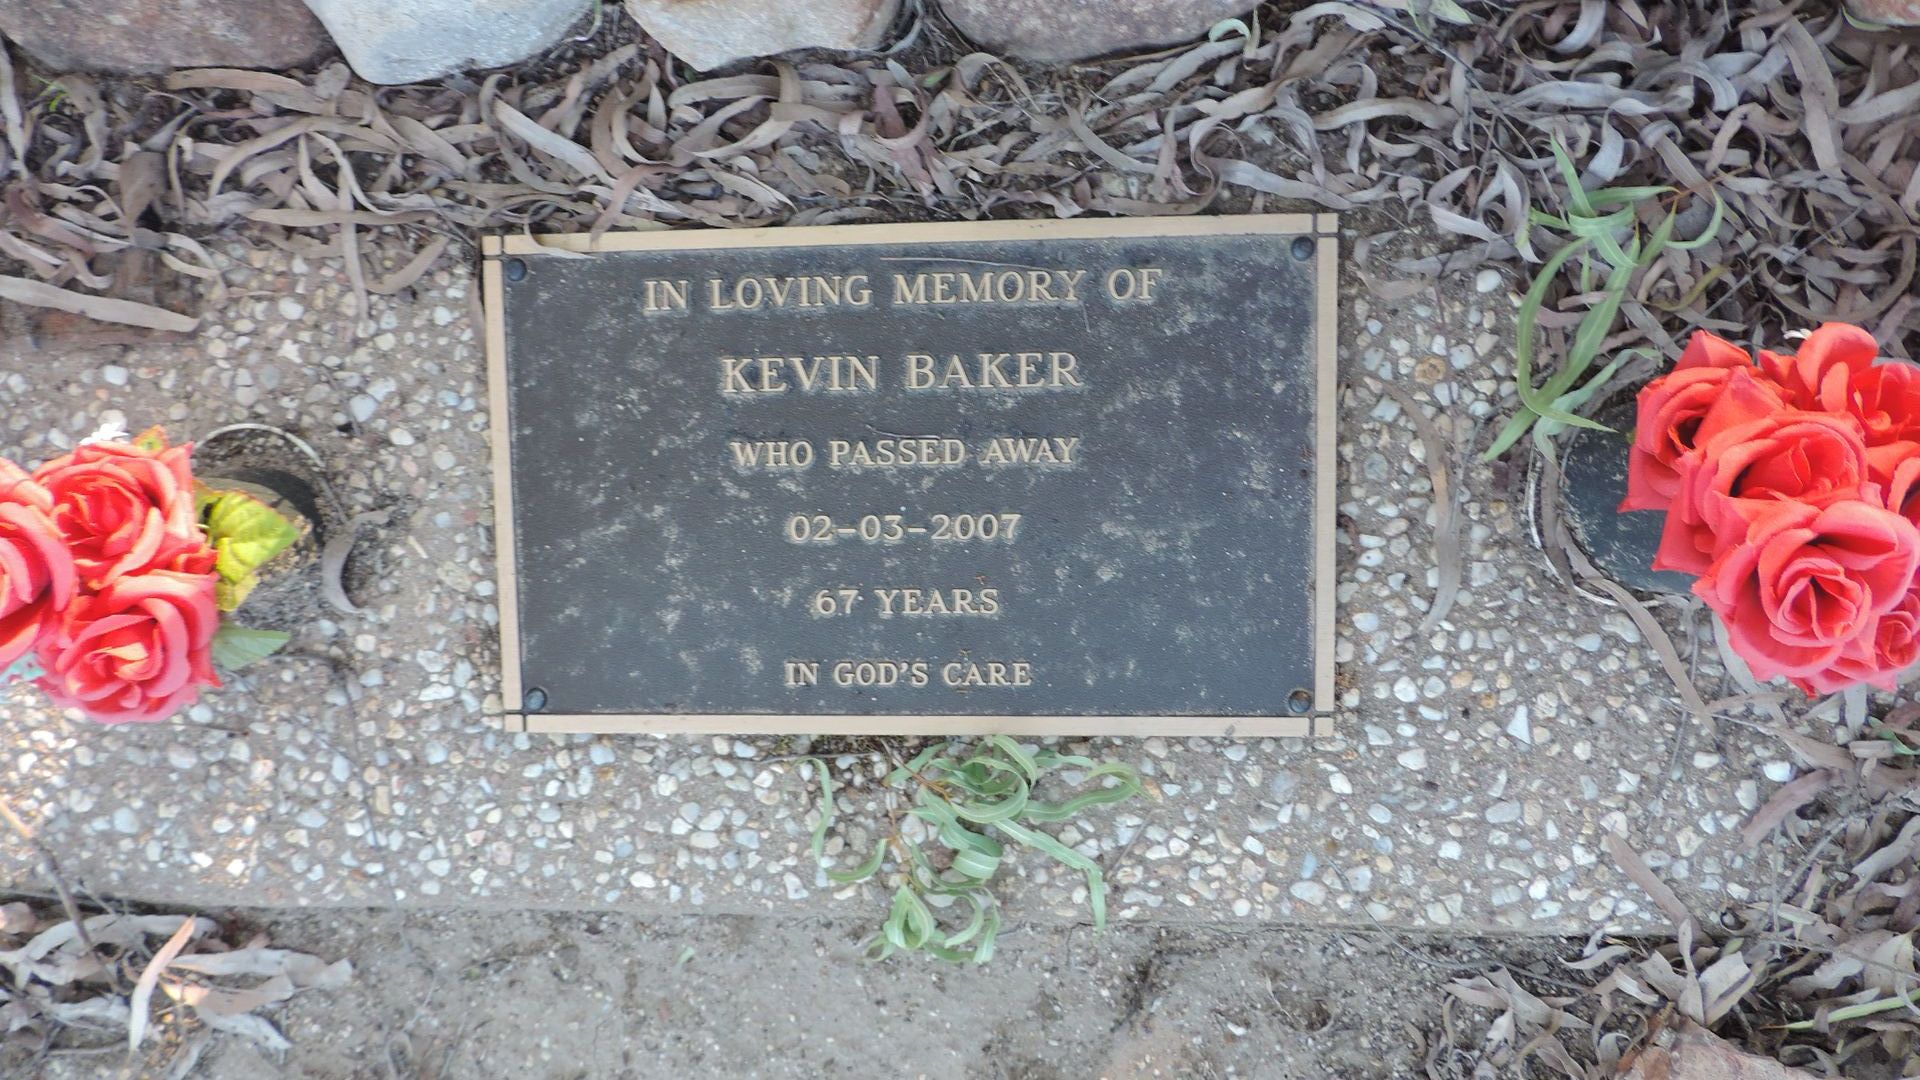 IN LOVING MEMORY OF
KEVIN BAKER
WHO PASSED AWAY
02-03-2007
67 YEARS
IN GOD'S CARE